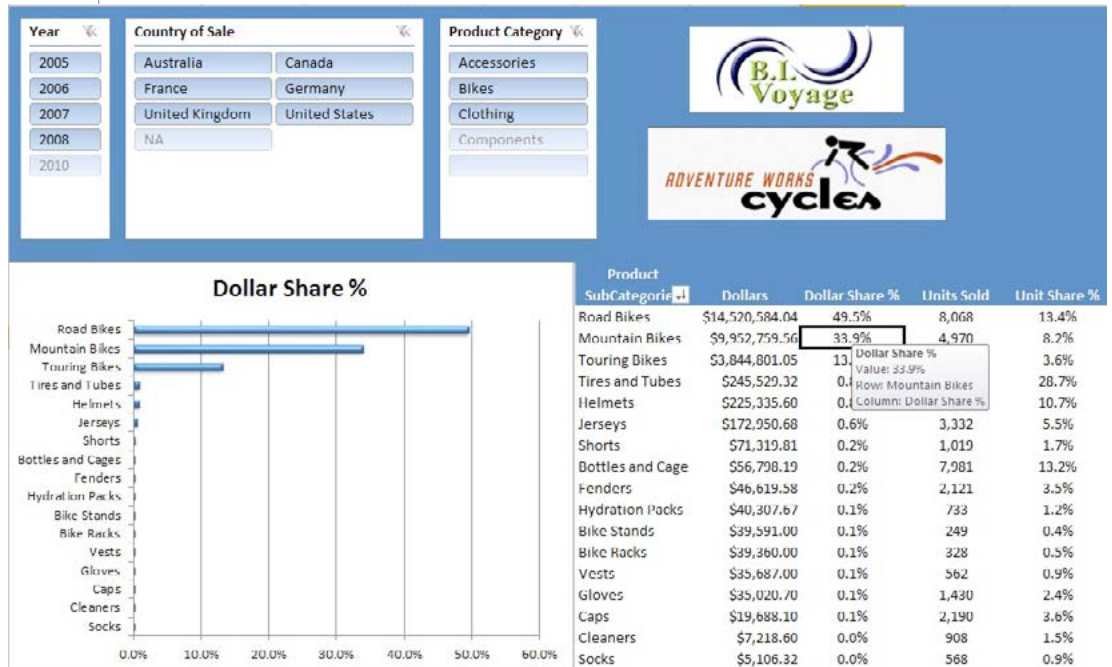 Year
2005
2006
2007
2008
2010
Country of Sale
Australia Canada
France Germany
United Kingdom United States
NA
Product Category
Accessories
Bikes
Clothing
Components
B.I.
Voyage
ADVENTURE WORKS
cycles
Dollar Share %
Road Bikes
Mountain Bikes
Touring Bikes
Tires and Tubes
Helmets
Jerseys
Shorts
Bottles and Cages
Fenders
Hydration Packs
Bike Stands
Bike Racks
Vests
Gloves
Caps
Cleaners
Socks
0.0% 10.0% 20.0% 30.0% 40.0% 50.0% 60.0%
Product
SubCategorie Dollars Dollar Share % Units Sold Unit Share %
Road Bikes $14,520,584.04 49.5% 8,068 13.4%
Mountain Bikes $9,952,759.56 33.9% 4,970 8.2%
Touring Bikes $3,844,801.05 13. 3.6%
Tires and Tubes $245,529.32 0. 28.7%
Helmets $225,335.60 0. 10.7%
Dollar Share %
Value: 33.9%
Row: Mountain Bikes
Column: Dollar Share %
Jerseys $172,950.68 0.6% 3,332 5.5%
Shorts $71,319.81 0.2% 1,019 1.7%
Bottles and Cage $56,798.19 0.2% 7,981 13.2%
Fenders $46,619.58 0.2% 2,121 3.5%
Hydration Packs $40,307.67 0.1% 733 1.2%
Bike Stands $39,591.00 0.1% 249 0.4%
Bike Racks $39,360.00 0.1% 328 0.5%
Vests $35,687.00 0.1% 562 0.9%
Gloves $35,020.70 0.1% 1,430 2.4%
Caps $19,688.10 0.1% 2,190 3.6%
Cleaners $7,218.60 0.0% 908 1.5%
Socks $5,106.32 0.0% 568 0.9%